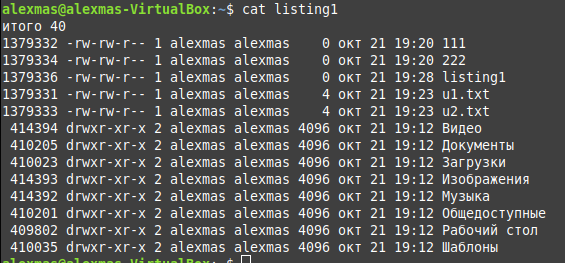 alexmas@alexmas-VirtualBox:~$ cat listing1
итого 40
1379332 -rw-rw-r-- 1 alexmas alexmas    0 окт 21 19:20 111
1379334 -rw-rw-r-- 1 alexmas alexmas    0 окт 21 19:20 222
1379336 -rw-rw-r-- 1 alexmas alexmas    0 окт 21 19:28 listing1
1379331 -rw-rw-r-- 1 alexmas alexmas    4 окт 21 19:23 u1.txt
1379333 -rw-rw-r-- 1 alexmas alexmas    4 окт 21 19:23 u2.txt
 414394 drwxr-xr-x 2 alexmas alexmas 4096 окт 21 19:12 Видео
 410205 drwxr-xr-x 2 alexmas alexmas 4096 окт 21 19:12 Документы
 410023 drwxr-xr-x 2 alexmas alexmas 4096 окт 21 19:12 Загрузки
 414393 drwxr-xr-x 2 alexmas alexmas 4096 окт 21 19:12 Изображения
 414392 drwxr-xr-x 2 alexmas alexmas 4096 окт 21 19:12 Музыка
 410201 drwxr-xr-x 2 alexmas alexmas 4096 окт 21 19:12 Общедоступные
 409802 drwxr-xr-x 2 alexmas alexmas 4096 окт 21 19:12 Рабочий стол
 410035 drwxr-xr-x 2 alexmas alexmas 4096 окт 21 19:12 Шаблоны
alexmas@alexmas-VirtualBox:~$